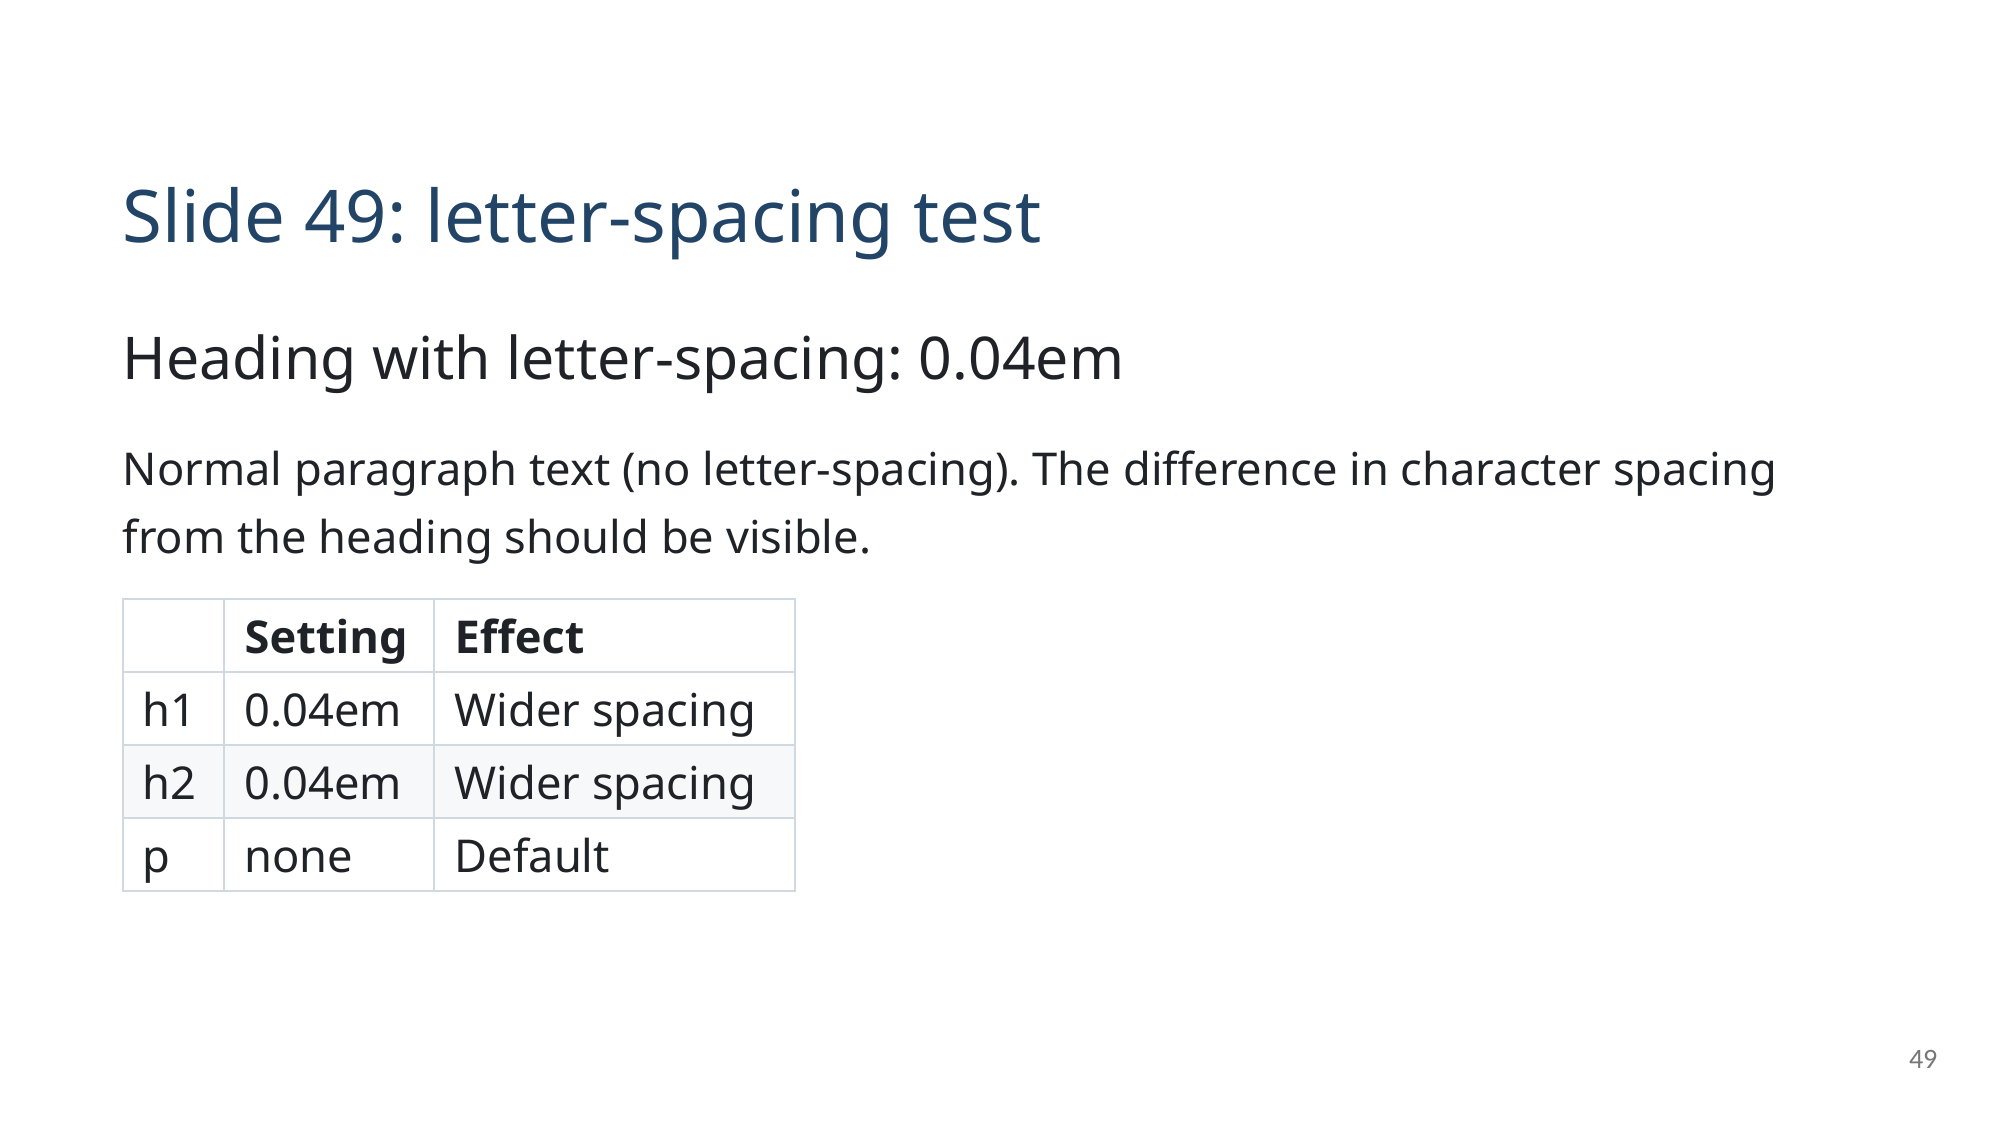 Slide 49: letter-spacing test
Heading with letter-spacing: 0.04em
Normal paragraph text (no letter-spacing). The difference in character spacing
from the heading should be visible.
Setting Effect
h1 0.04em Wider spacing
h2 0.04em Wider spacing
p none Default
49